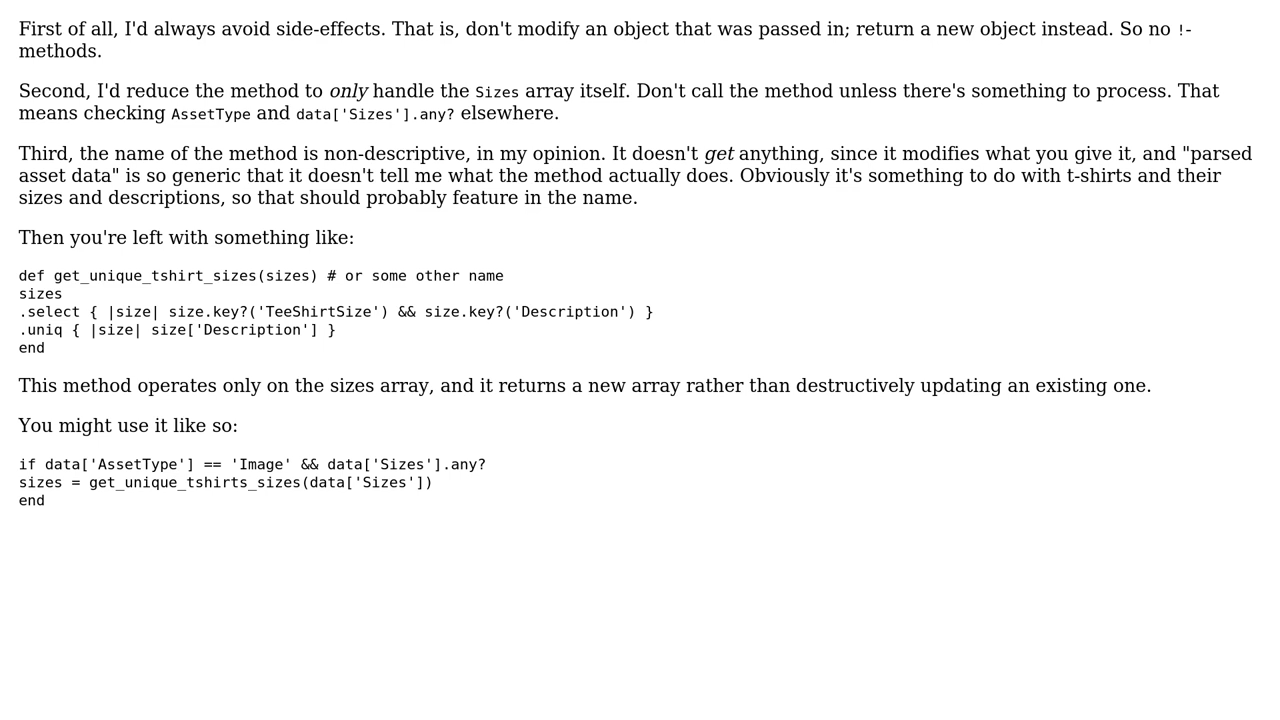 First of all, I'd always avoid side-effects. That is, don't modify an object that was passed in; return a new object instead. So no !-
methods.
Second, I'd reduce the method to only handle the Sizes array itself. Don't call the method unless there's something to process. That
means checking AssetType and data['Sizes'].any? elsewhere.
Third, the name of the method is non-descriptive, in my opinion. It doesn't get anything, since it modifies what you give it, and "parsed
asset data" is so generic that it doesn't tell me what the method actually does. Obviously it's something to do with t-shirts and their
sizes and descriptions, so that should probably feature in the name.
Then you're left with something like:
def get_unique_tshirt_sizes(sizes) # or some other name
sizes
.select { |size| size.key?('TeeShirtSize') && size.key?('Description') }
.uniq { |size| size['Description'] }
end
This method operates only on the sizes array, and it returns a new array rather than destructively updating an existing one.
You might use it like so:
if data['AssetType'] == 'Image' && data['Sizes'].any?
sizes = get_unique_tshirts_sizes(data['Sizes'])
end